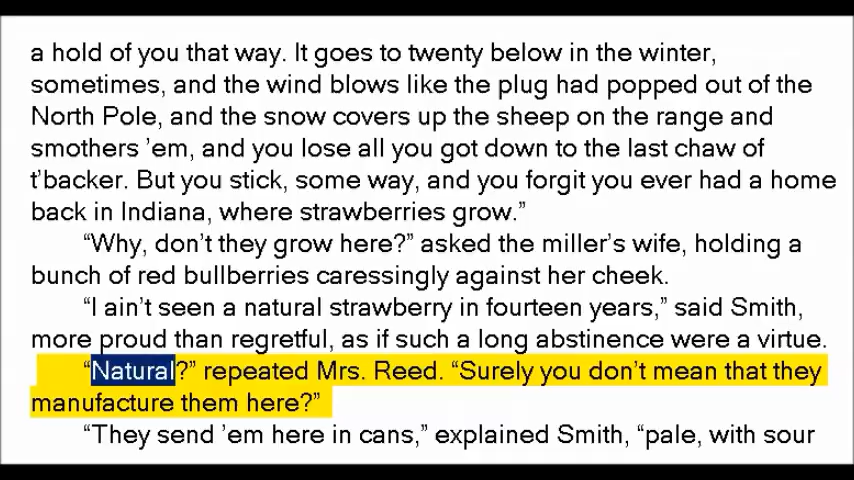 a hold of you that way. It goes to twenty below in the winter,
sometimes, and the wind blows like the plug had popped out of the
North Pole, and the snow covers up the sheep on the range and
smothers ’em, and you lose all you got down to the last chaw of
t’backer. But you stick, some way, and you forgit you ever had a home
back in Indiana, where strawberries grow.”
“Why, don’t they grow here?” asked the miller’s wife, holding a
bunch of red bullberries caressingly against her cheek.
“I ain’t seen a natural strawberry in fourteen years,” said Smith,
more proud than regretful, as if such a long abstinence were a virtue.
“Natural?” repeated Mrs. Reed. “Surely you don’t mean that they
manufacture them here?”
“They send ’em here in cans,” explained Smith, “pale, with sour